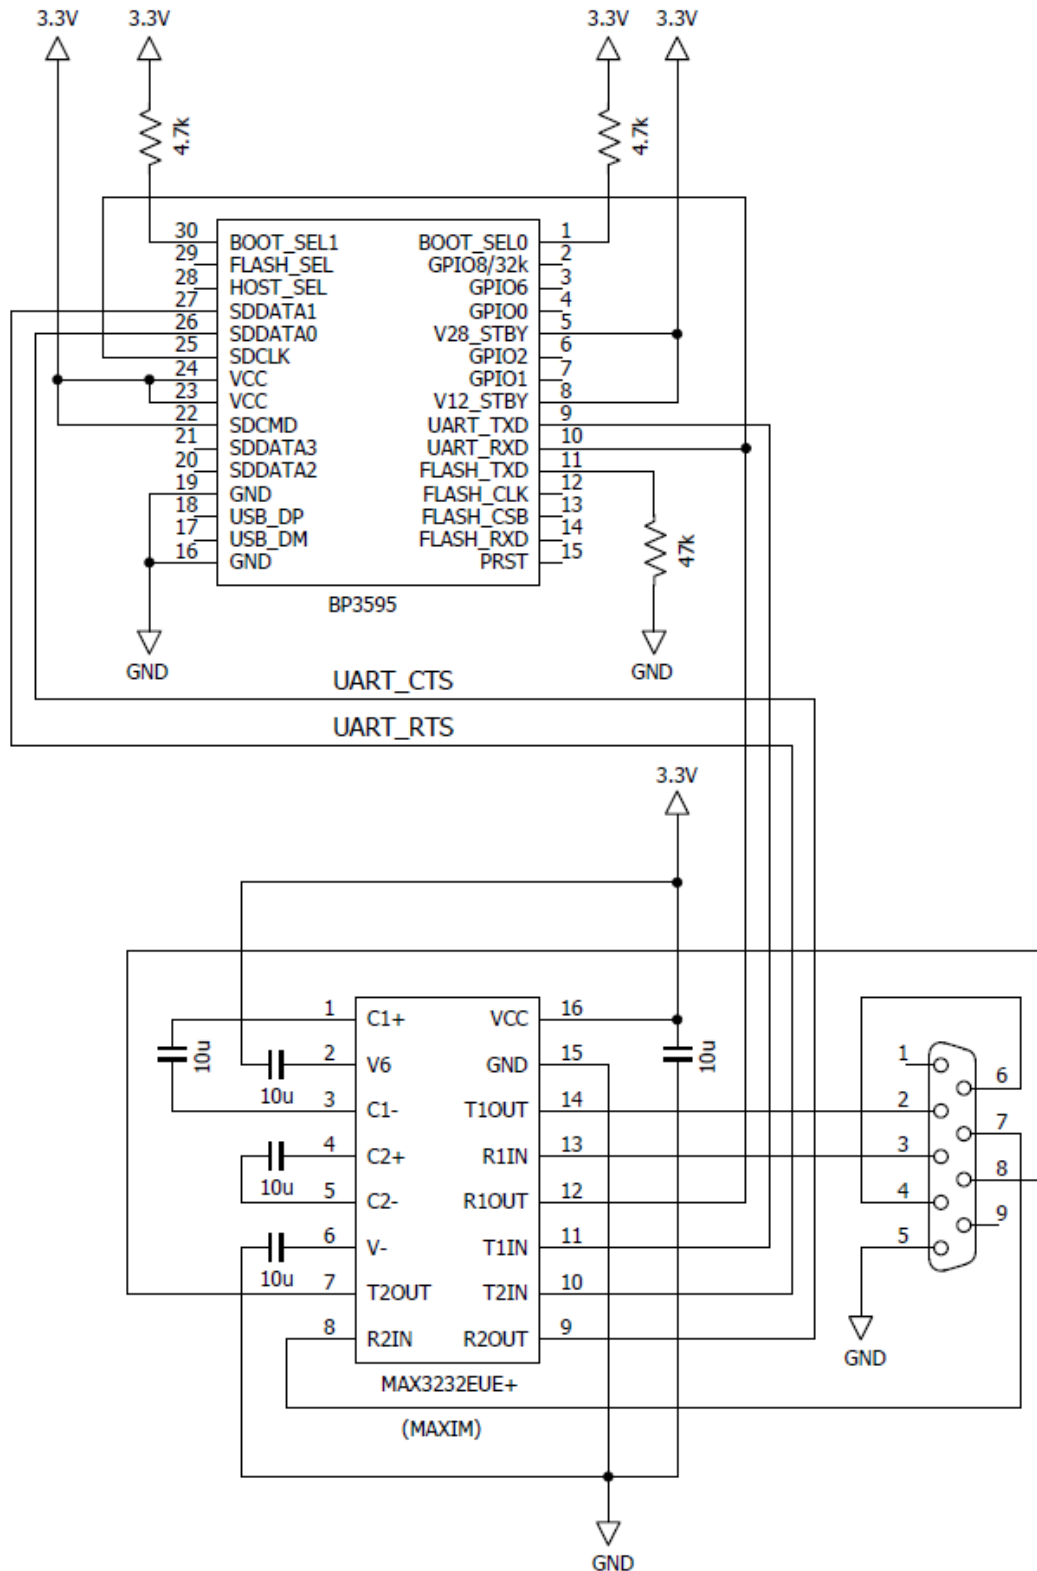 3.3V 3.3V 3.3V 3.3V
4.7k 4.7k
30 BOOT_SEL1 BOOT_SEL0 1
29 FLASH_SEL GPIO8/32k 2
28 HOST_SEL GPIO6 3
27 SDDATA1 GPIO0 4
26 SDDATA0 V28_STBY 5
25 SDCLK GPIO2 6
24 VCC GPIO1 7
23 VCC V12_STBY 8
22 SDCMD UART_TXD 9
21 SDDATA3 UART_RXD 10
20 SDDATA2 FLASH_TXD 11
19 GND FLASH_CLK 12
18 USB_DP FLASH_CSB 13
17 USB_DM FLASH_RXD 14
16 GND PRST 15
47k
BP3595
GND GND
UART_CTS
UART_RTS
3.3V
1 C1+ VCC 16
10u 10u
2 V6 GND 15
10u
3 C1- T1OUT 14
4 C2+ R1IN 13
10u
5 C2- R1OUT 12
6 V- T1IN 11
10u
7 T2OUT T2IN 10
8 R2IN R2OUT 9
1
6
2
7
3
8
4
9
5
GND
MAX3232EUE+
(MAXIM)
GND